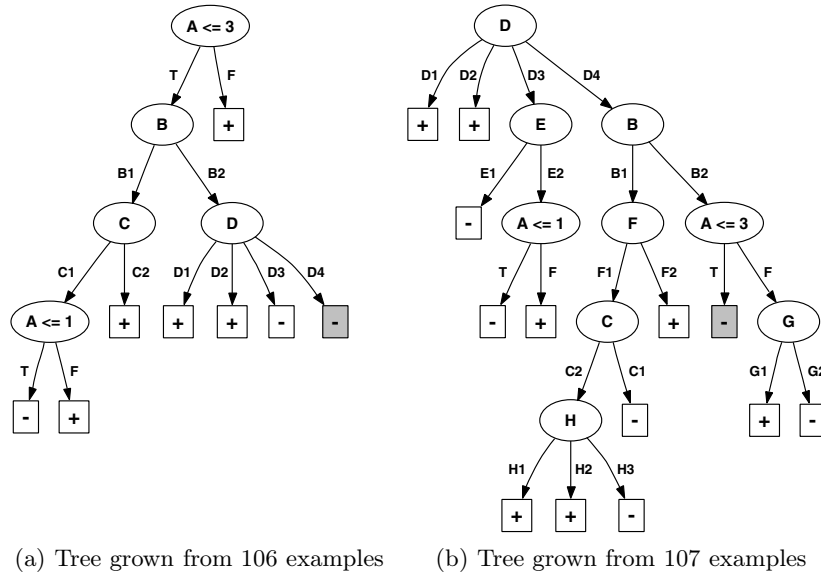 A <= 3
D
T
F
D1
D2
D3
D4
B
+
+
+
E
B
B1
B2
E1
E2
B1
B2
C
D
-
A <= 1
F
A <= 3
C1
C2
D1
D2
D3
D4
T
F
F1
F2
T
F
A <= 1
+
+
+
-
-
-
+
C
+
-
G
T
F
C2
C1
G1
G2
-
+
H
-
+
-
H1
H2
H3
+
+
-
(a) Tree grown from 106 examples
(b) Tree grown from 107 examples